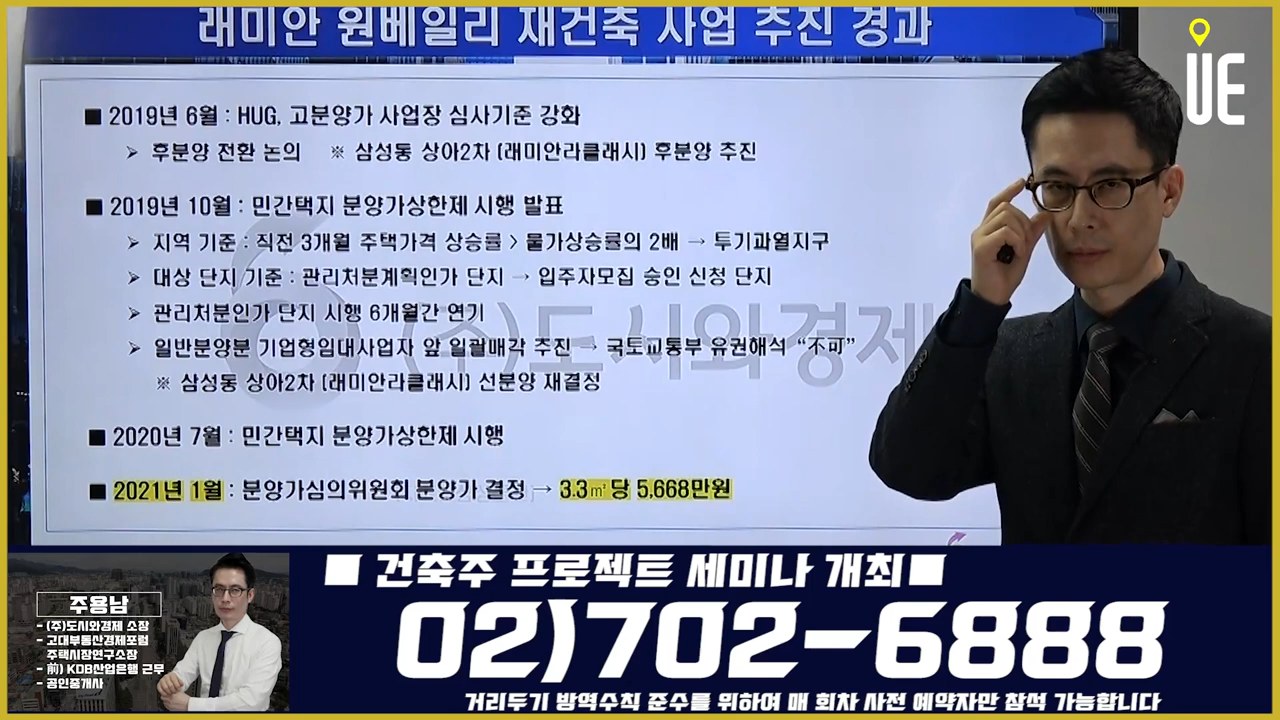 래미안 원베일리 재건축 사업 추진 경과
UE
■ 2019년 6월 : HUG, 고분양가 사업장 심사기준 강화
➢ 후분양 전환 논의 ※ 삼성동 상아2차 (래미안라클래시) 후분양 추진
■ 2019년 10월 : 민간택지 분양가상한제 시행 발표
➢ 지역 기준 : 직전 3개월 주택가격 상승률 > 물가상승률의 2배 → 투기과열지구
➢ 대상 단지 기준 : 관리처분계획인가 단지 → 입주자모집 승인 신청 단지
➢ 관리처분인가 단지 시행 6개월간 연기
➢ 일반분양분 기업형임대사업자 앞 일괄매각 추진 → 국토교통부 유권해석 “不可”
※ 삼성동 상아2차 (래미안라클래시) 선분양 재결정
(주)도시와경제
■ 2020년 7월 : 민간택지 분양가상한제 시행
■ 2021년 1월 : 분양가심의위원회 분양가 결정 → 3.3㎡당 5,668만원
주용남
- (주)도시와경제 소장
- 고대부동산경제포럼
주택시장연구소장
- 前) KDB산업은행 근무
- 공인중개사
■ 건축주 프로젝트 세미나 개최■
02)702-6888
거리두기 방역수칙 준수를 위하여 매 회차 사전 예약자만 참석 가능합니다